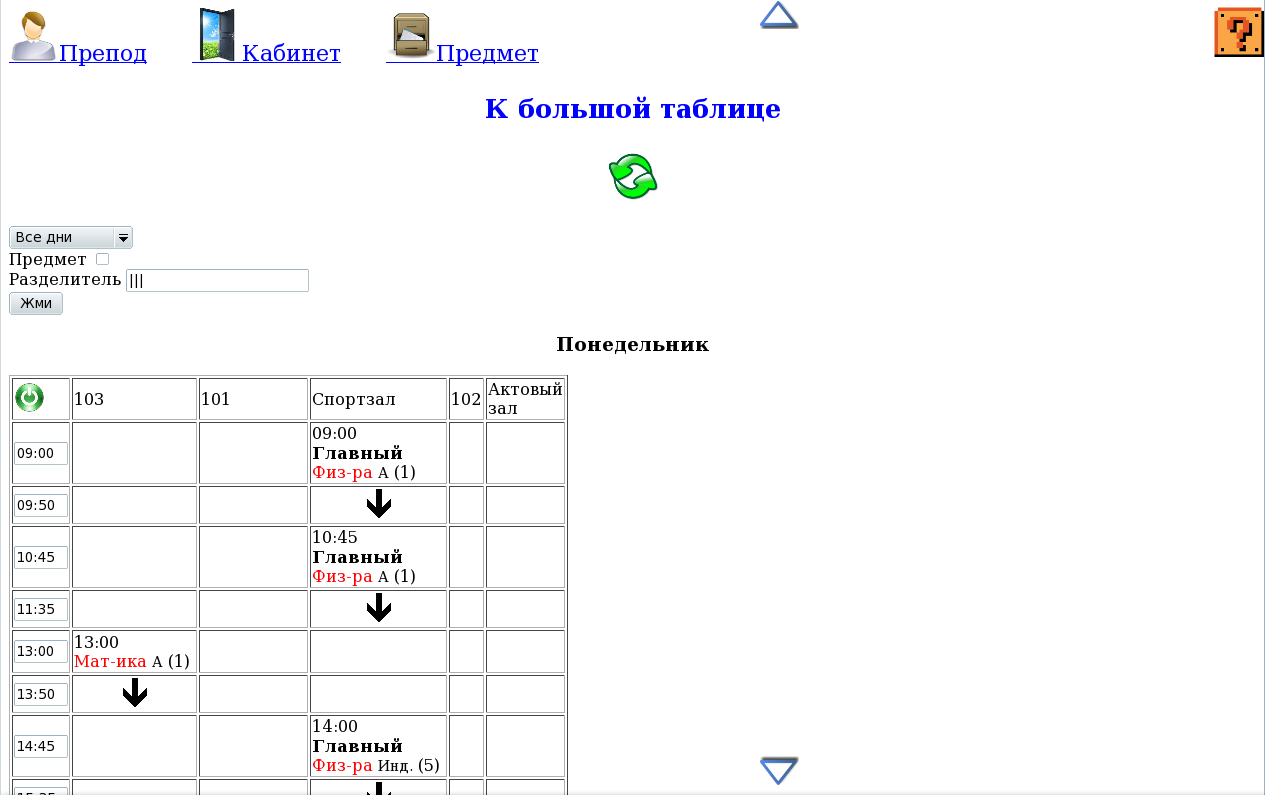 Препод Кабинет Предмет
К большой таблице
Все дни
Предмет
Разделитель |||
Жми
Понедельник
103 101 Спортзал 102 Актовый зал
09:00 09:00
Главный
Физ-ра А (1)
09:50
10:45 10:45
Главный
Физ-ра А (1)
11:35
13:00 13:00
Мат-ика А (1)
13:50
14:45 14:00
Главный
Физ-ра Инд. (5)